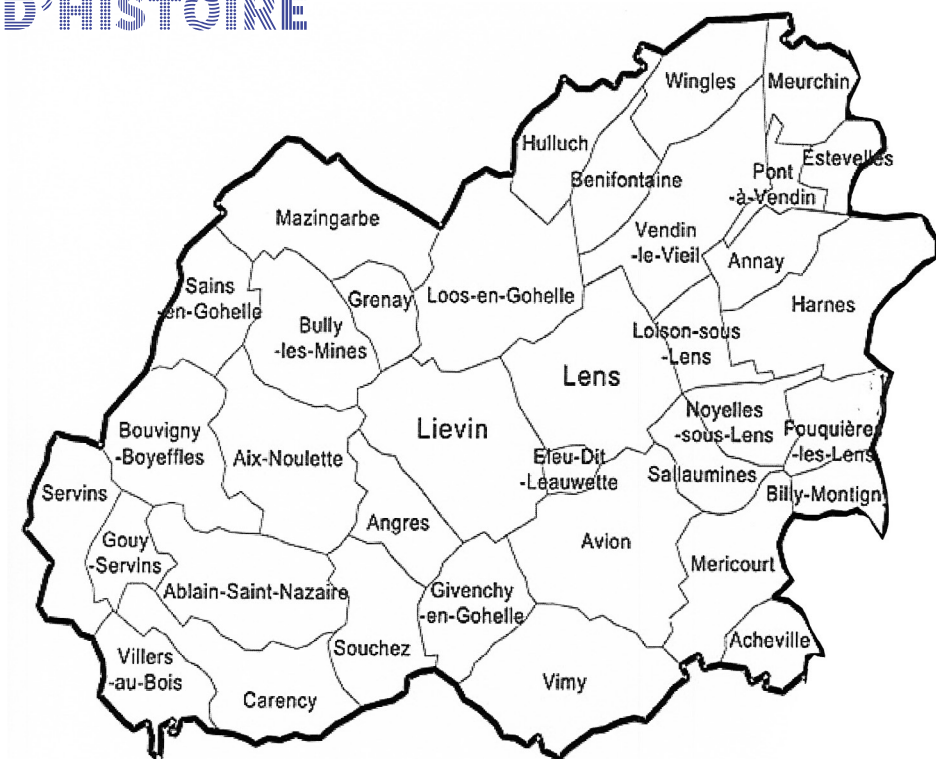 D'HISTOIRE
Wingles
Meurchin
Hulluch
Estevelles
Benifontaine
Pont
-à-Vendin
Mazingarbe
Vendin
-le-Vieil
Annay
Sains
-en-Gohelle
Grenay
Loos-en-Gohelle
Harnes
Bully
-les-Mines
Loison-sous
-Lens
Lens
Noyelles
-sous-Lens
Fouquière
-les-Lens
Lievin
Bouvigny
-Boyeffles
Aix-Noulette
Eleu-Dit
-Leauwette
Sallaumines
Billy-Montign
Servins
Angres
Avion
Gouy
-Servins
Mericourt
Ablain-Saint-Nazaire
Givenchy
-en-Gohelle
Souchez
Acheville
Villers
-au-Bois
Carency
Vimy